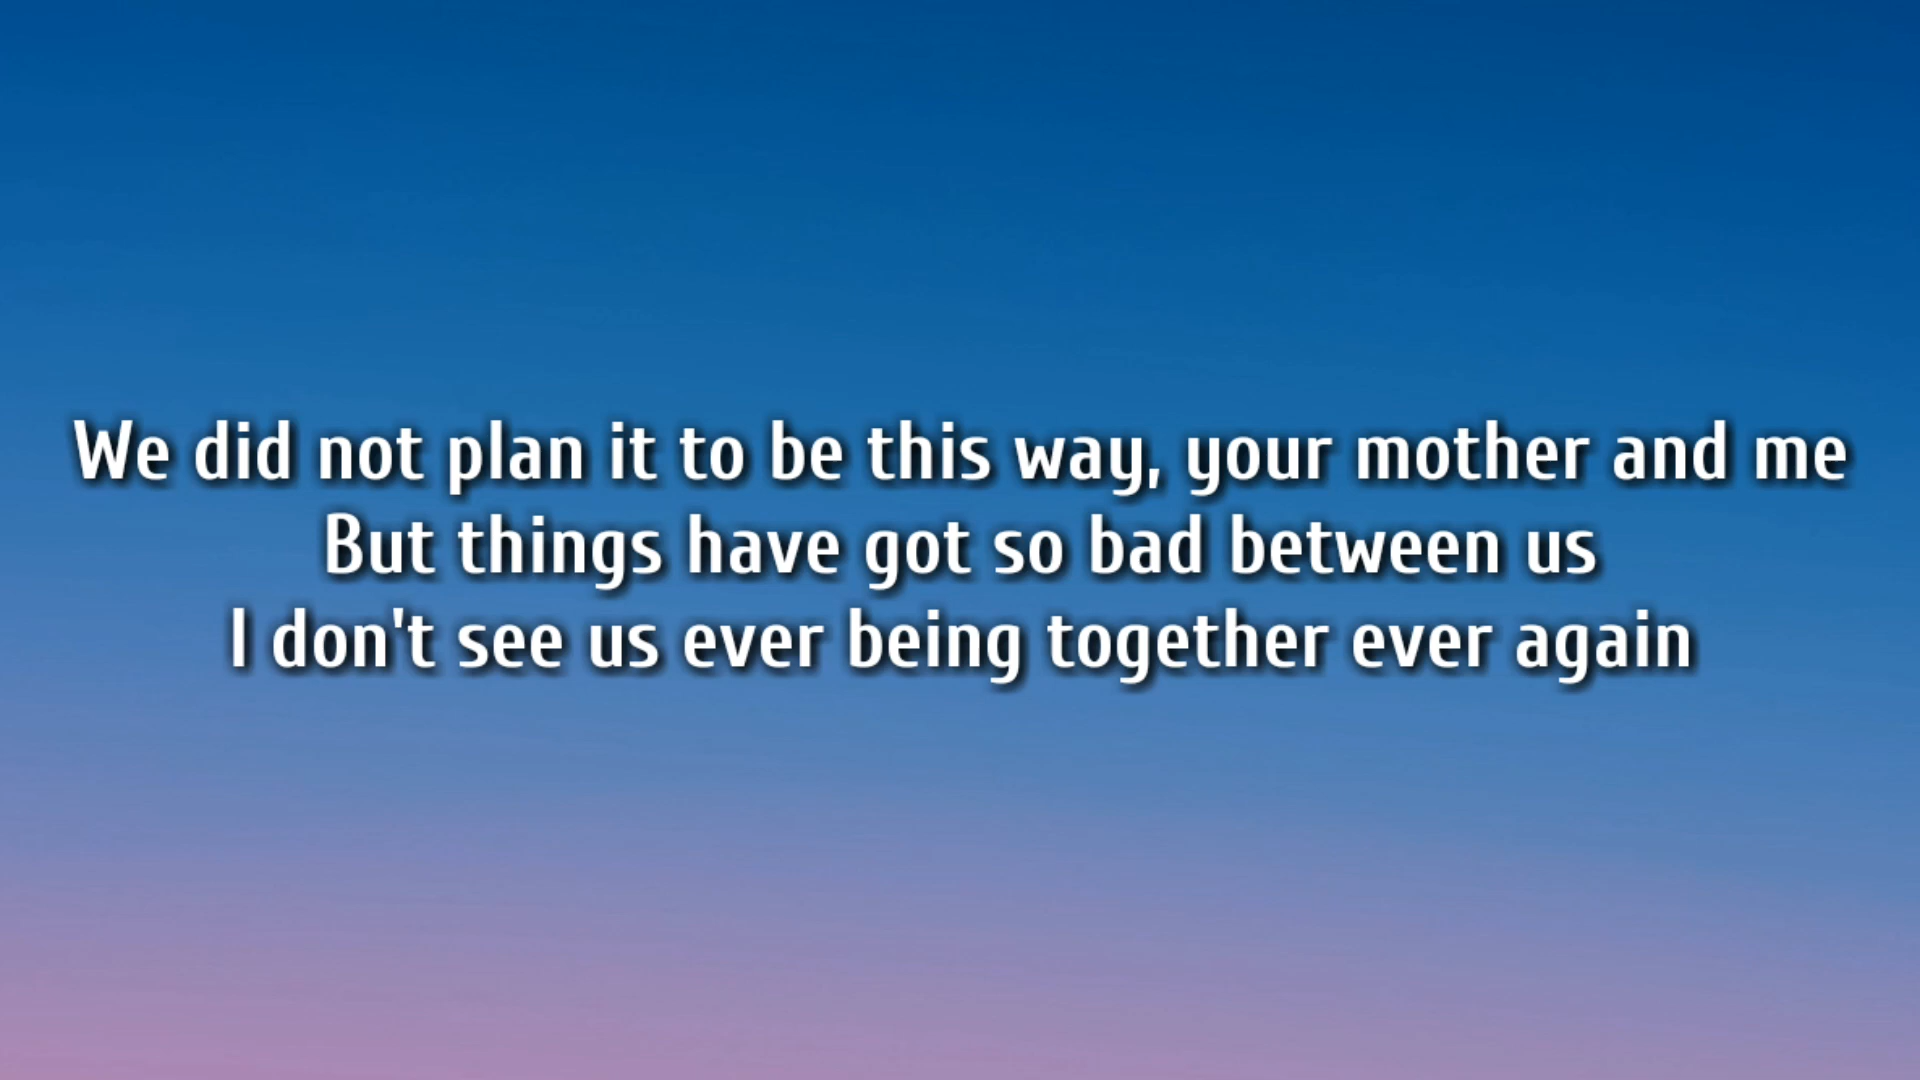 We did not plan it to be this way, your mother and me
But things have got so bad between us
I don't see us ever being together ever again